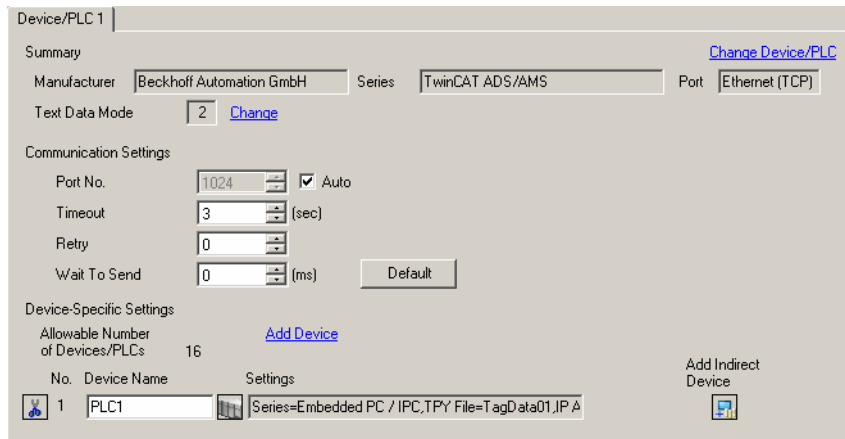 Device/PLC 1
Summary
Change Device/PLC
Manufacturer Beckhoff Automation GmbH Series TwinCAT ADS/AMS Port Ethernet (TCP)
Text Data Mode 2 Change
Communication Settings
Port No. 1024 Auto
Timeout 3 (sec)
Retry 0
Wait To Send 0 (ms) Default
Device-Specific Settings
Allowable Number Add Device
of Devices/PLCs 16
Add Indirect
No. Device Name Settings Device
1 PLC1 Series=Embedded PC / IPC,TPY File=TagData01,IP A